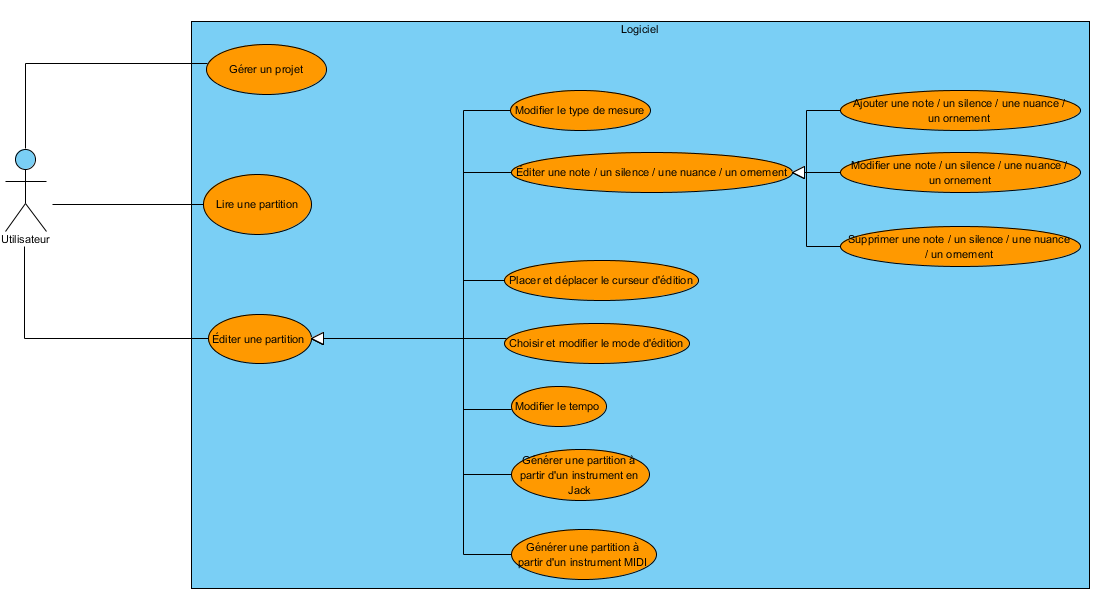 Logiciel
Gérer un projet
Lire une partition
Utilisateur
Éditer une partition
Modifier le type de mesure
Éditer une note / un silence / une nuance / un ornement
Placer et déplacer le curseur d'édition
Choisir et modifier le mode d'édition
Modifier le tempo
Générer une partition à
partir d'un instrument en
Jack
Générer une partition à
partir d'un instrument MIDI
Ajouter une note / un silence / une nuance /
un ornement
Modifier une note / un silence / une nuance /
un ornement
Supprimer une note / un silence / une nuance
/ un ornement